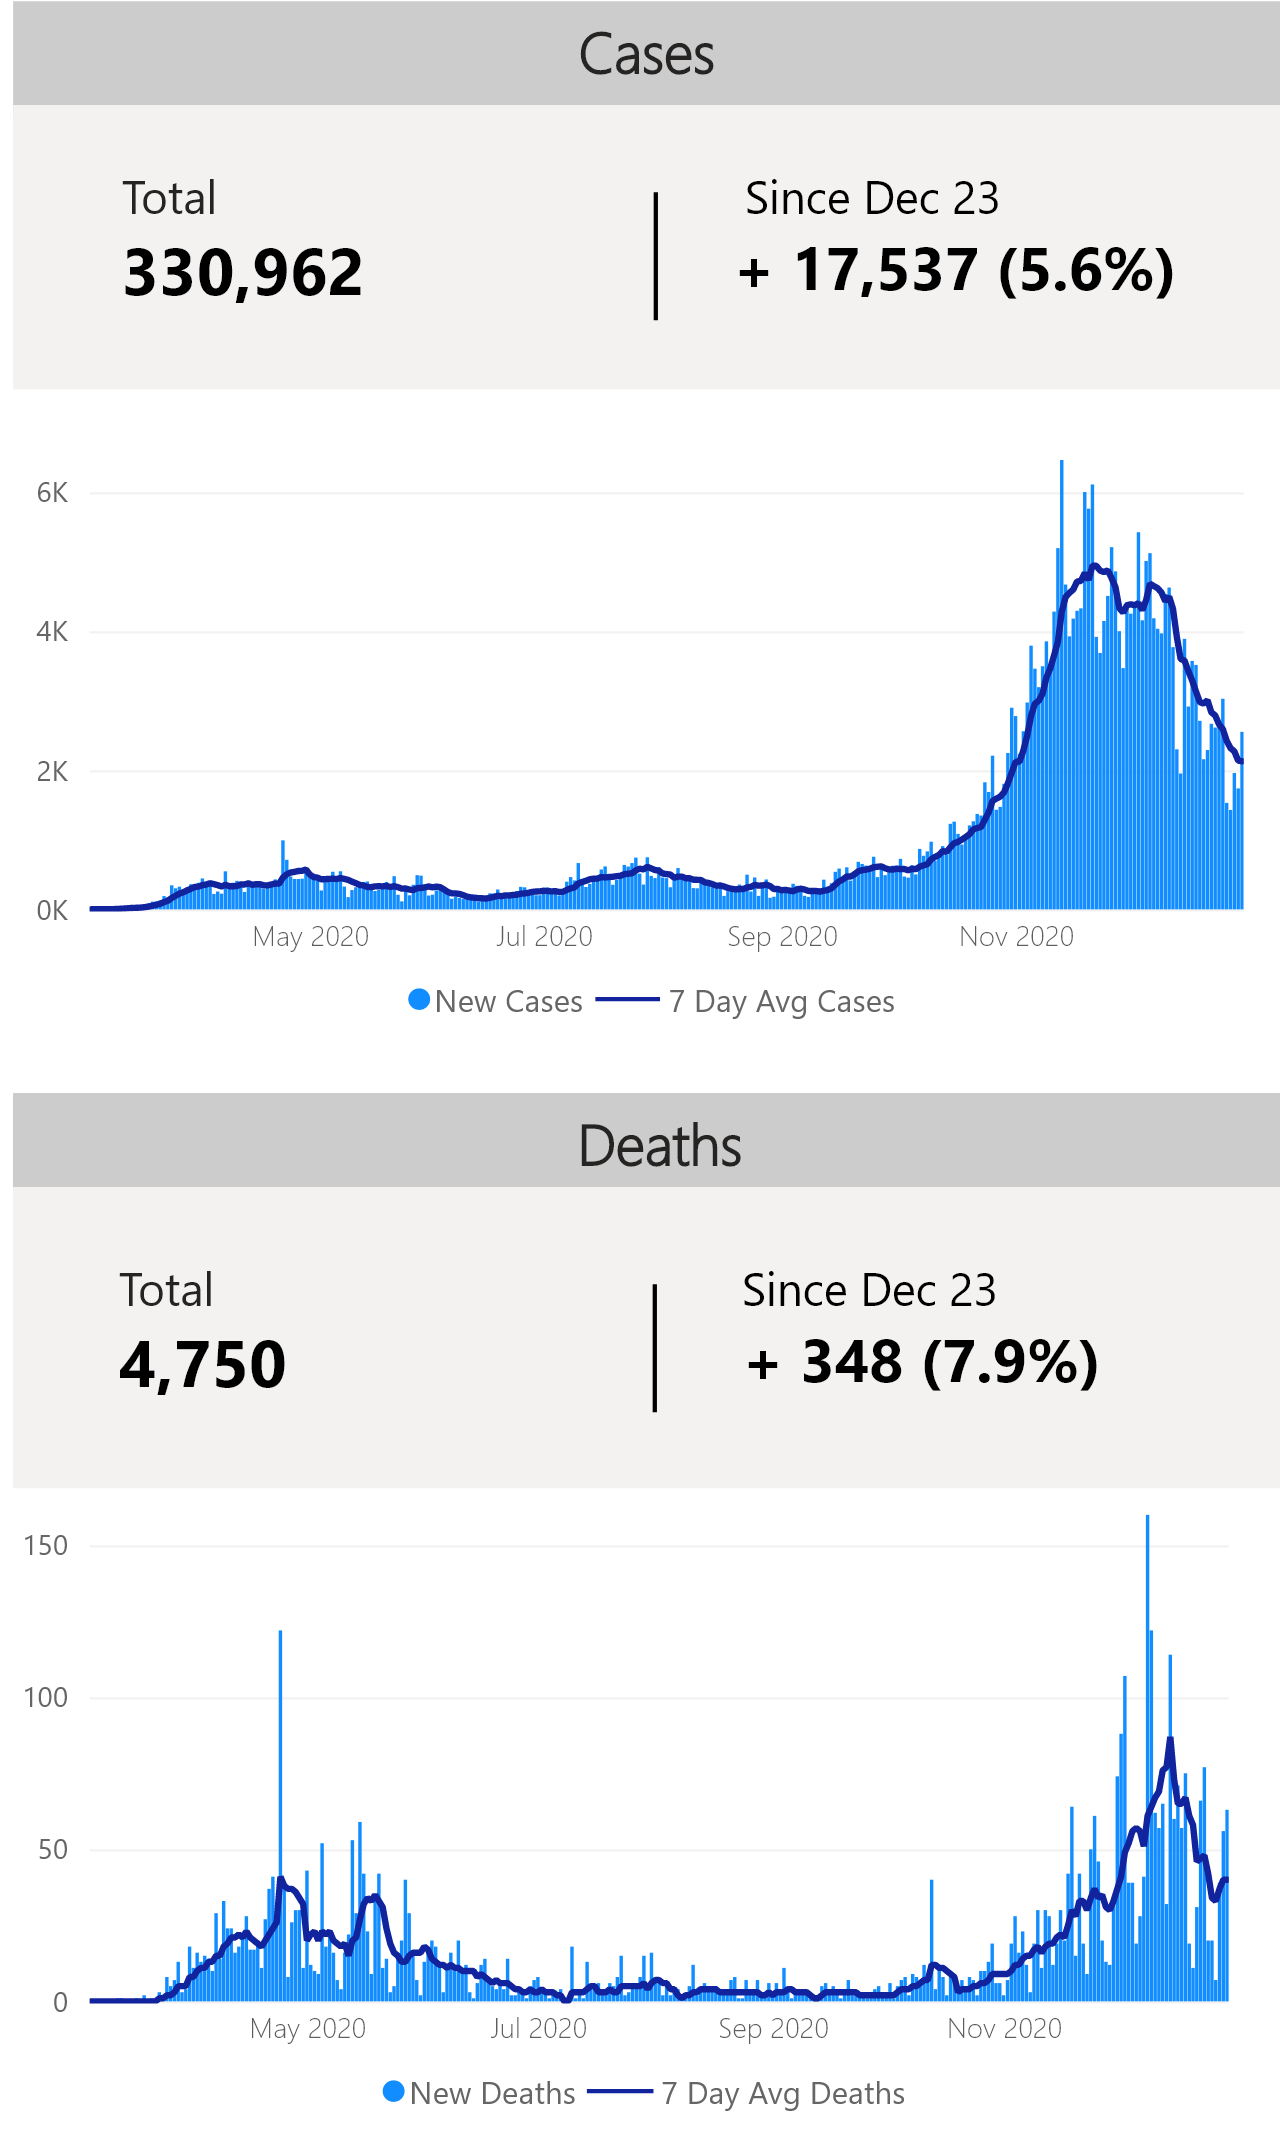 Cases
Total
Since Dec 23
330,962
+ 17,537 (5.6%)
6K
4K
2K
0K
May 2020
Jul 2020
Sep 2020
Nov 2020
New Cases
7 Day Avg Cases
Deaths
Total
Since Dec 23
4,750
+ 348 (7.9%)
150
100
50
0
May 2020
Jul 2020
Sep 2020
Nov 2020
New Deaths
7 Day Avg Deaths